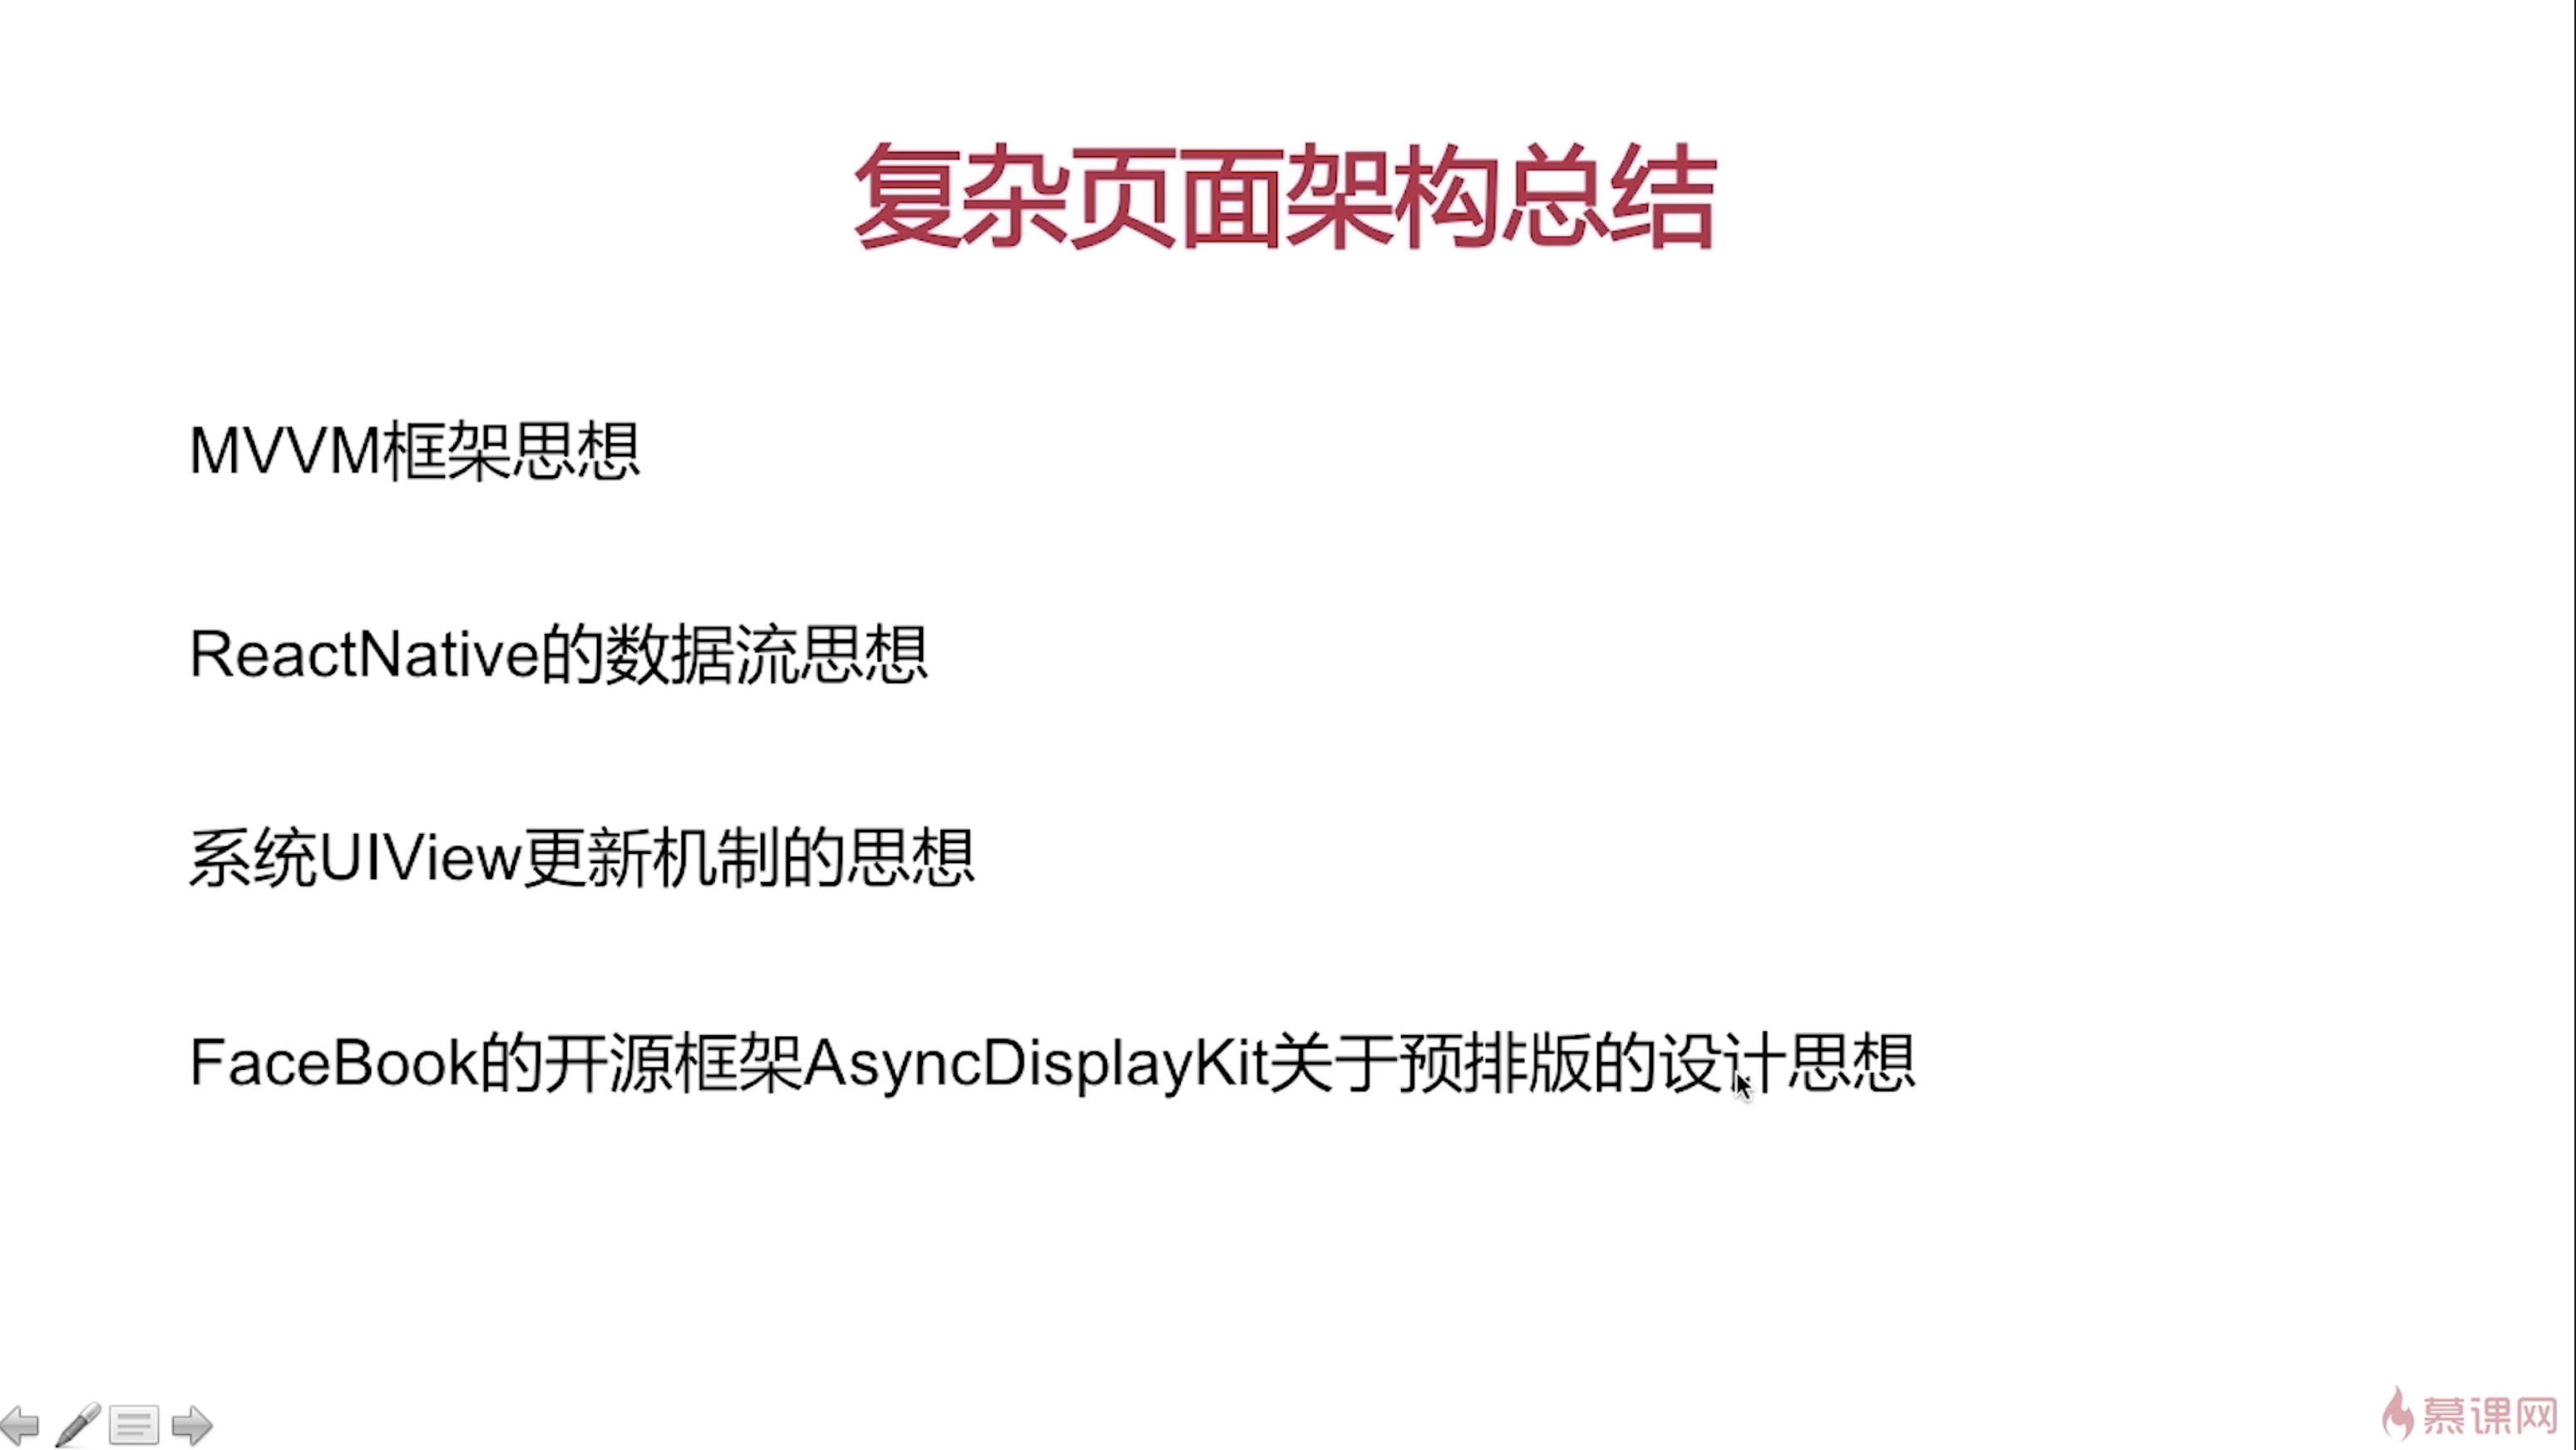 复杂页面架构总结
MVVM框架思想
ReactNative的数据流思想
系统UIView更新机制的思想
FaceBook的开源框架AsyncDisplayKit关于预排版的设计思想
慕课网